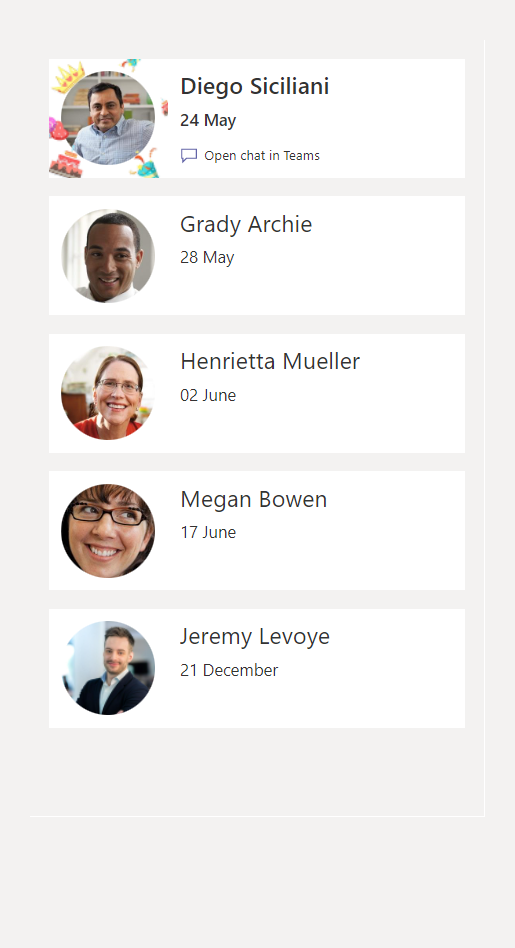 Diego Siciliani
24 May
Open chat in Teams
Grady Archie
28 May
Henrietta Mueller
02 June
Megan Bowen
17 June
Jeremy Levoye
21 December